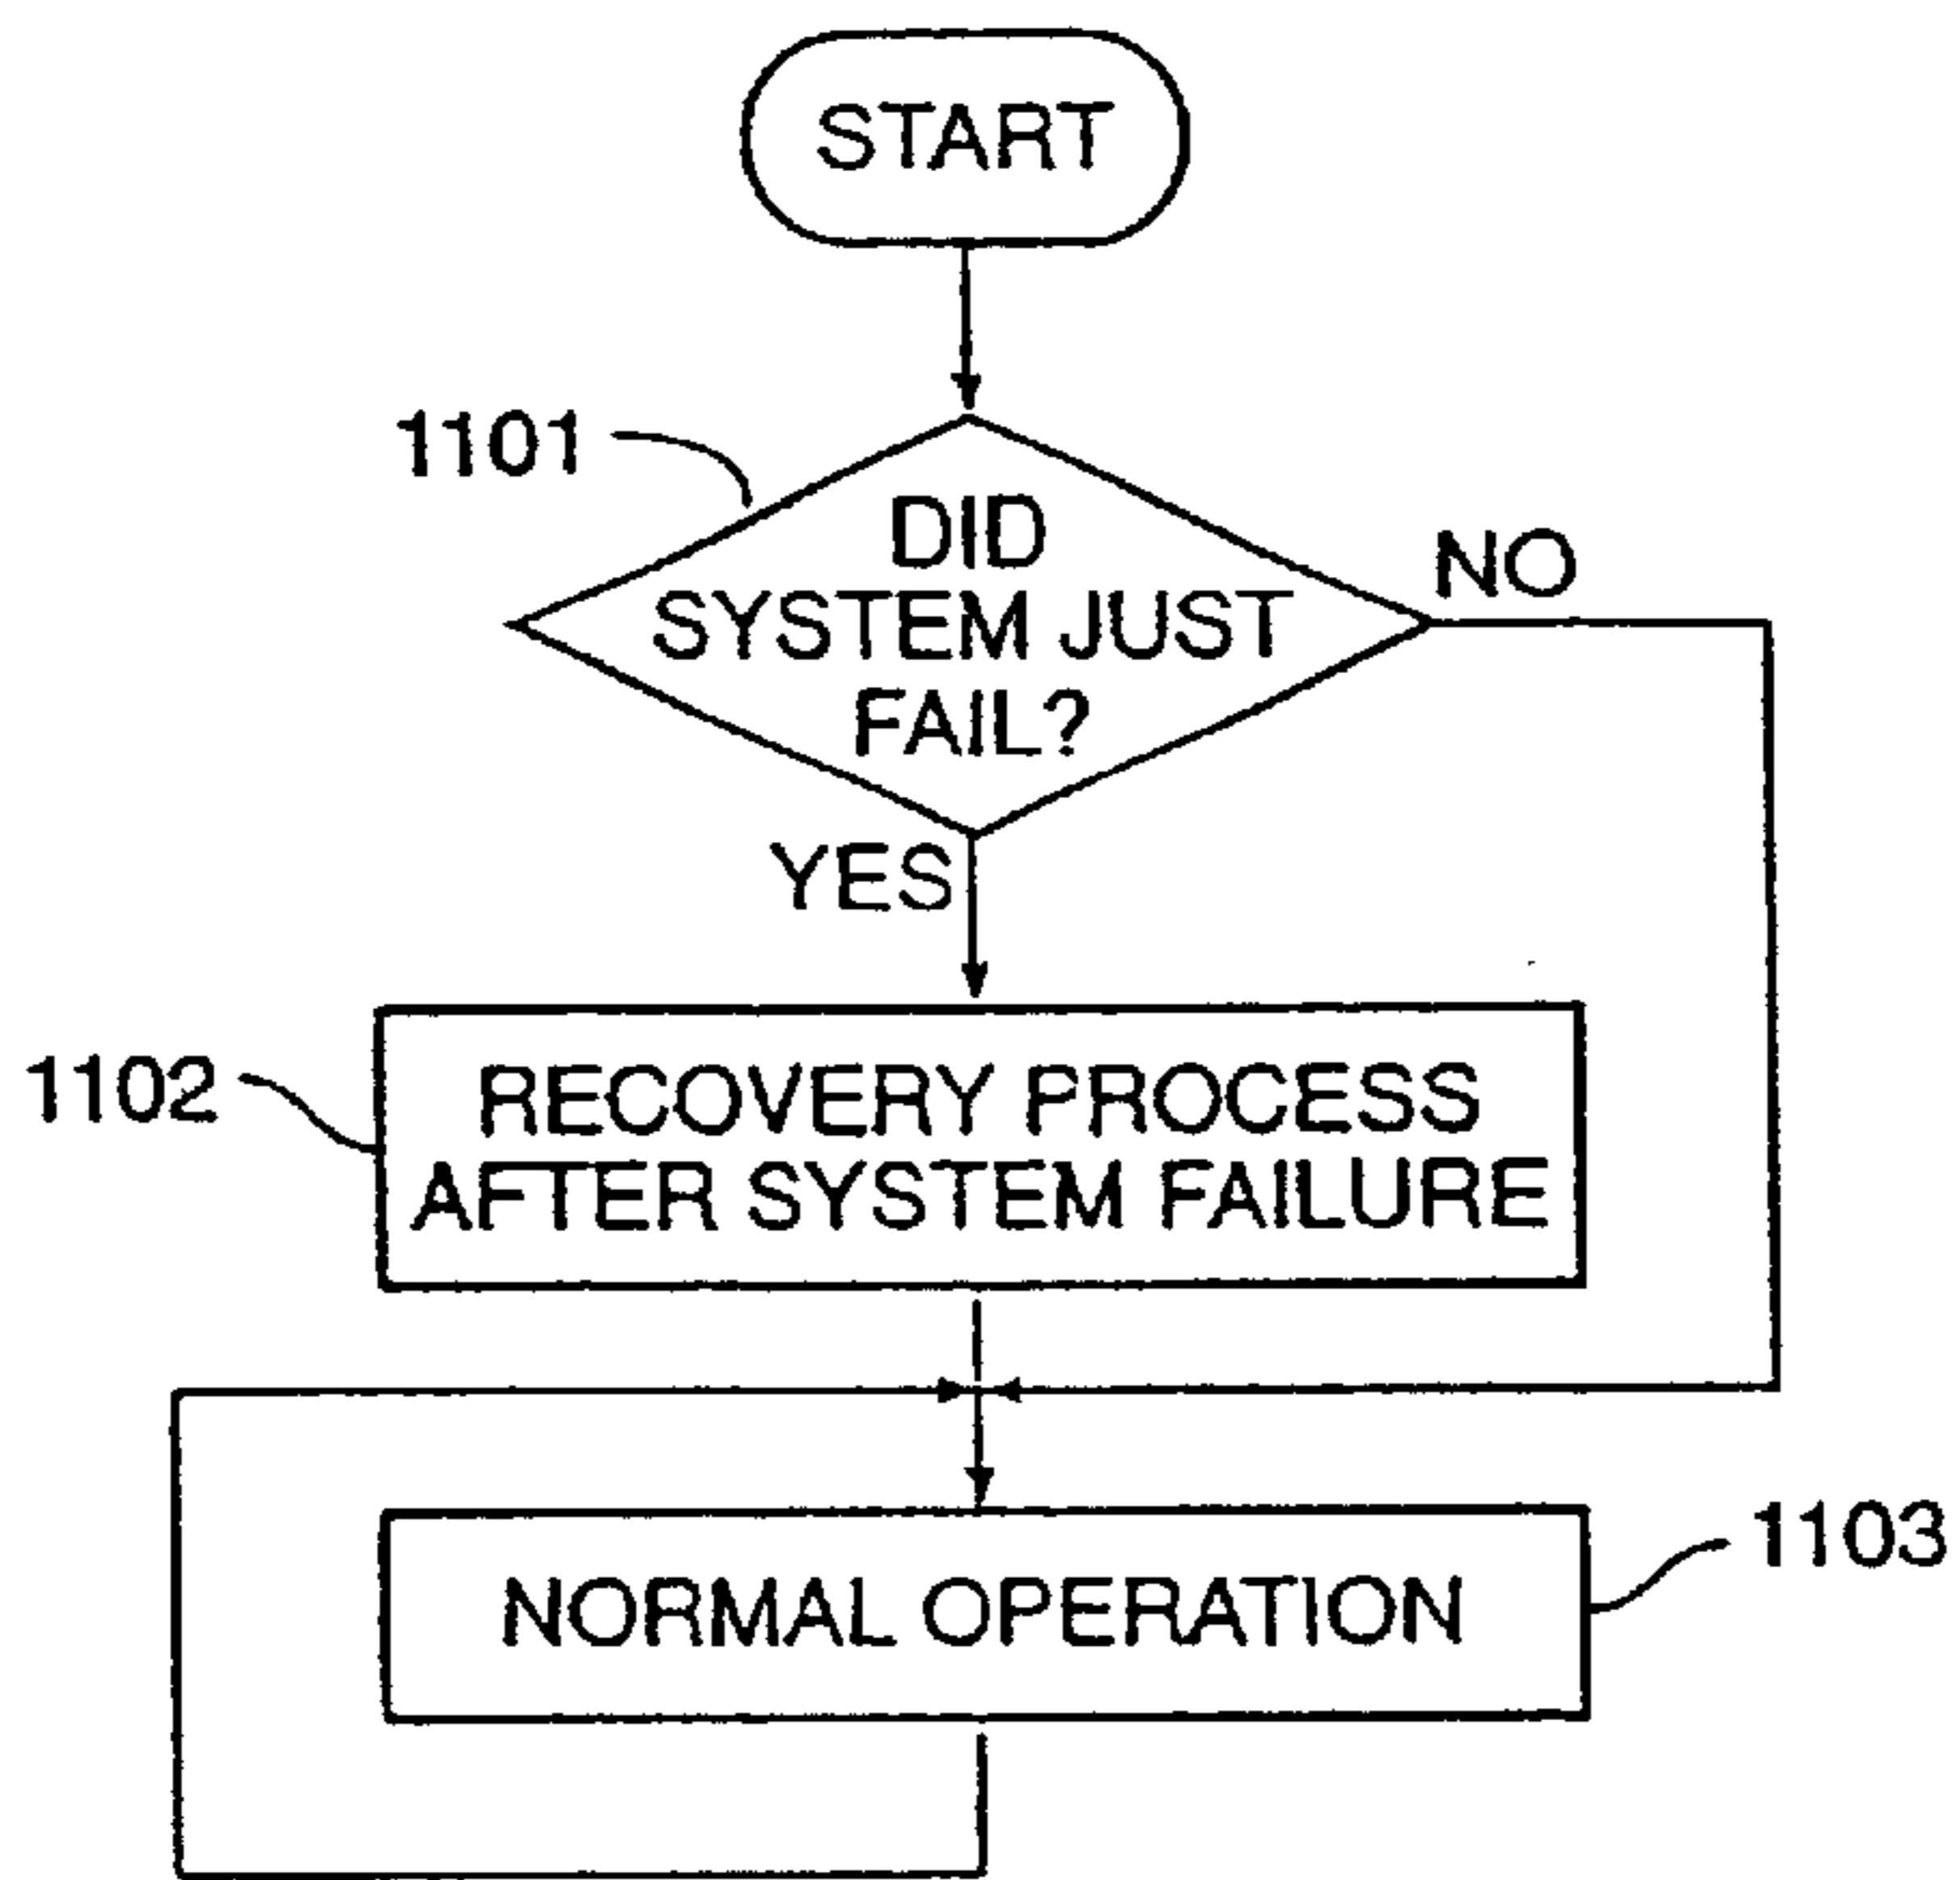 START
1101
DID
SYSTEM JUST
FAIL?
NO
YES
1102
RECOVERY PROCESS
AFTER SYSTEM FAILURE
1103
NORMAL OPERATION